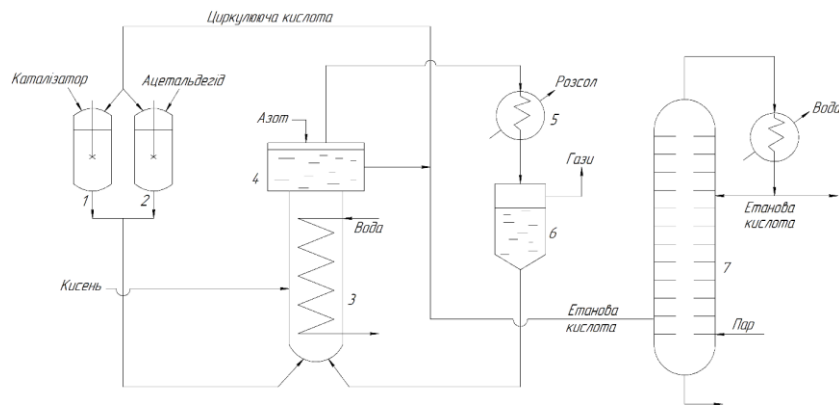 Циркулююча кислота
Каталізатор
Ацетальдегід
Розсол
Азот
5
Вода
Гази
4
1
2
Вода
6
Етанова
кислота
7
Кисень
3
Етанова
кислота
Пар